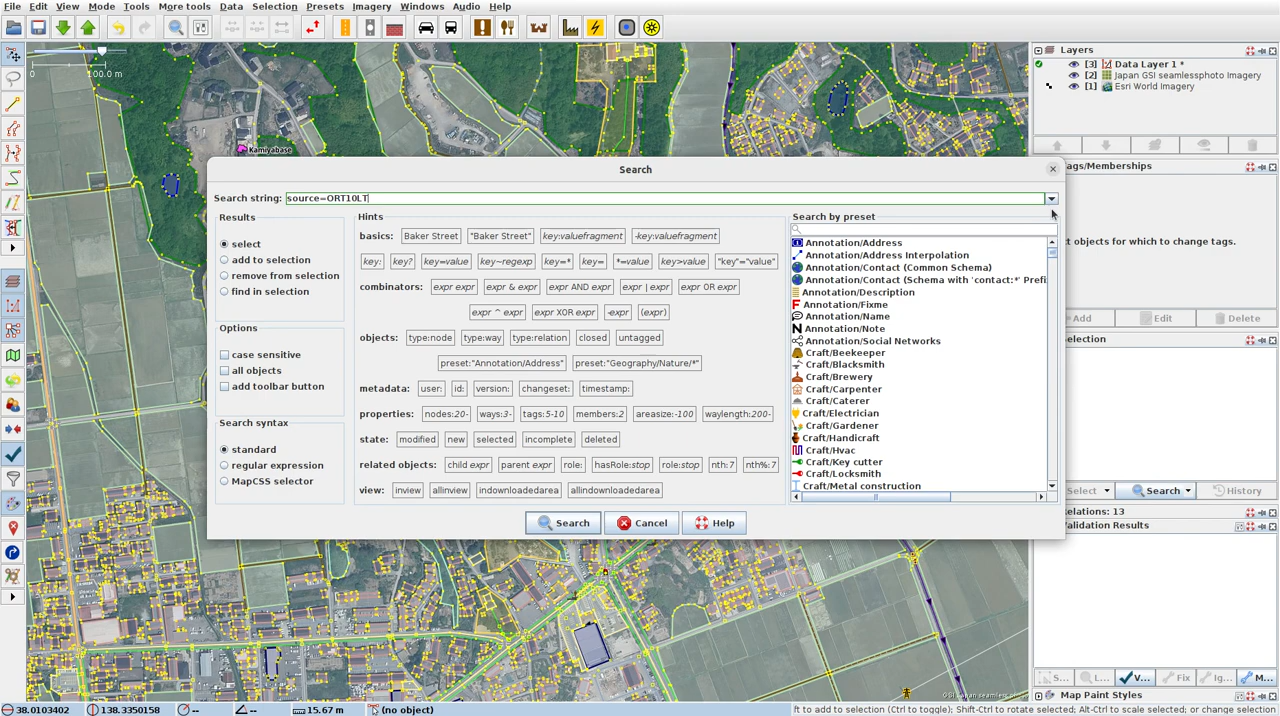 File Edit View Mode Tools More tools Data Selection Presets Imagery Windows Audio Help
0 100.0 m
Kamiyabase
Layers
[3] Data Layer 1 *
[2] Japan GSI seamlessphoto Imagery
[1] Esri World Imagery
Search
Search string: source=ORT10LT
Results
select
add to selection
remove from selection
find in selection
Options
case sensitive
all objects
add toolbar button
Search syntax
standard
regular expression
MapCSS selector
Hints
basics: Baker Street "Baker Street" key:valuefragment -key:valuefragment
key: key? key=value key~regexp key=* key= *=value key>value "key"="value"
combinators: expr expr expr & expr expr AND expr expr | expr expr OR expr
expr ^ expr expr XOR expr -expr (expr)
objects: type:node type:way type:relation closed untagged
preset:"Annotation/Address" preset:"Geography/Nature/*"
metadata: user: id: version: changeset: timestamp:
properties: nodes:20- ways:3- tags:5-10 members:2 areasize:-100 waylength:200-
state: modified new selected incomplete deleted
related objects: child expr parent expr role: hasRole:stop role:stop nth:7 nth%:7
view: inview allinview indownloadedarea allindownloadedarea
Search by preset
Annotation/Address
Annotation/Address Interpolation
Annotation/Contact (Common Schema)
Annotation/Contact (Schema with 'contact:*' Prefi
Annotation/Description
Annotation/Fixme
Annotation/Name
Annotation/Note
Annotation/Social Networks
Craft/Beekeeper
Craft/Blacksmith
Craft/Brewery
Craft/Carpenter
Craft/Caterer
Craft/Electrician
Craft/Gardener
Craft/Handicraft
Craft/Hvac
Craft/Key cutter
Craft/Locksmith
Craft/Metal construction
Search Cancel Help
Tags/Memberships
ct objects for which to change tags.
Add Edit Delete
Selection
Select Search History
Relations: 13
Validation Results
S... L... V... Fix Ig... M...
Map Paint Styles
38.0103402 138.3350158 -- -- 15.67 m (no object) ft to add to selection (Ctrl to toggle); Shift-Ctrl to rotate selected; Alt-Ctrl to scale selected; or change selection